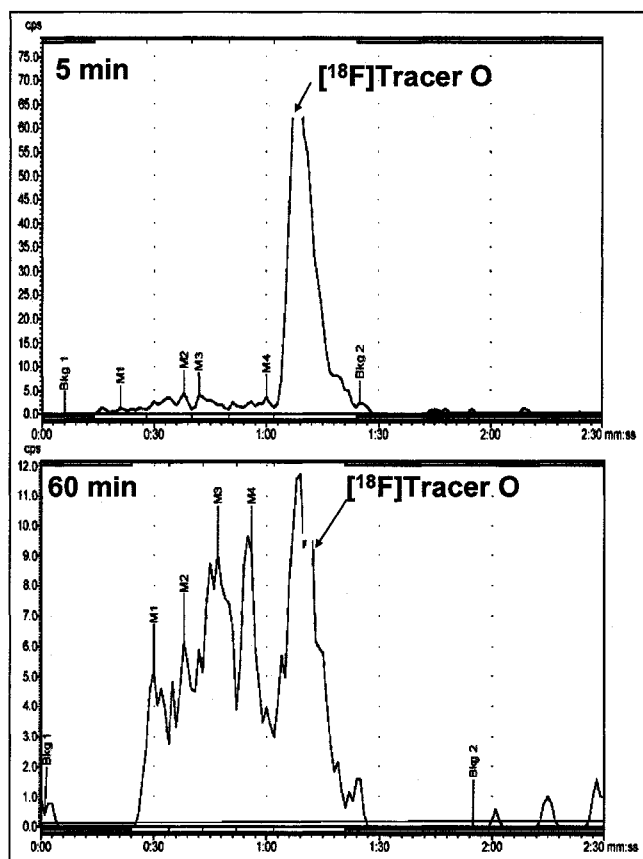 cps
75.0
70.0
65.0
60.0
55.0
50.0
45.0
40.0
35.0
30.0
25.0
20.0
15.0
10.0
5.0
0.0
5 min
[¹⁸F]Tracer O
Bkg 1
M1
M2
M3
M4
Bkg 2
0:00 0:30 1:00 1:30 2:00 2:30 mm:ss
cps
12.0
11.0
10.0
9.0
8.0
7.0
6.0
5.0
4.0
3.0
2.0
1.0
0.0
60 min
[¹⁸F]Tracer O
Bkg 1
M1
M2
M3
M4
Bkg 2
0:00 0:30 1:00 1:30 2:00 2:30 mm:ss